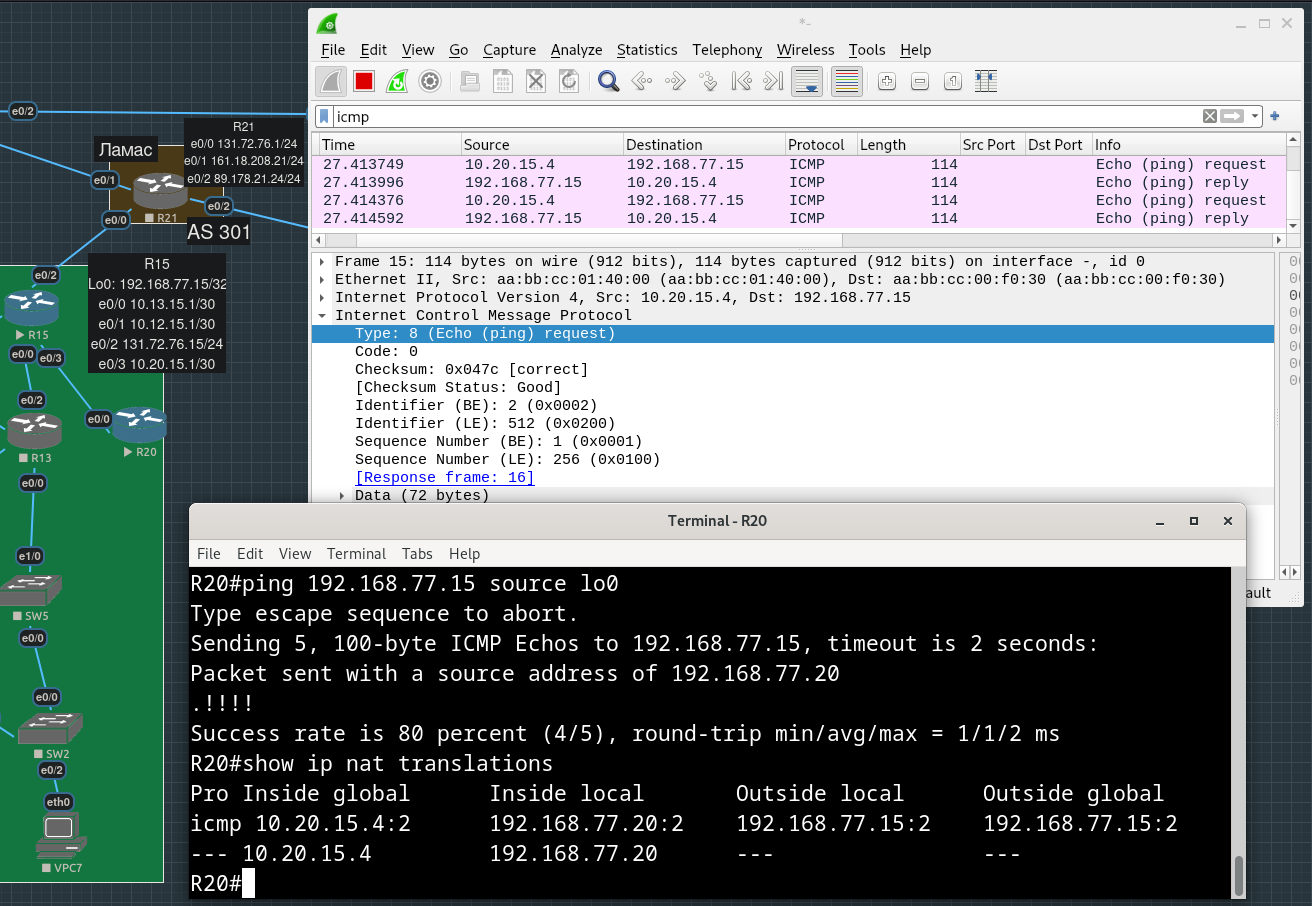 *-
File Edit View Go Capture Analyze Statistics Telephony Wireless Tools Help
icmp
Time Source Destination Protocol Length Src Port Dst Port Info
27.413749 10.20.15.4 192.168.77.15 ICMP 114 Echo (ping) request
27.413996 192.168.77.15 10.20.15.4 ICMP 114 Echo (ping) reply
27.414376 10.20.15.4 192.168.77.15 ICMP 114 Echo (ping) request
27.414592 192.168.77.15 10.20.15.4 ICMP 114 Echo (ping) reply
Frame 15: 114 bytes on wire (912 bits), 114 bytes captured (912 bits) on interface -, id 0
Ethernet II, Src: aa:bb:cc:01:40:00 (aa:bb:cc:01:40:00), Dst: aa:bb:cc:00:f0:30 (aa:bb:cc:00:f0:30)
Internet Protocol Version 4, Src: 10.20.15.4, Dst: 192.168.77.15
Internet Control Message Protocol
Type: 8 (Echo (ping) request)
Code: 0
Checksum: 0x047c [correct]
[Checksum Status: Good]
Identifier (BE): 2 (0x0002)
Identifier (LE): 512 (0x0200)
Sequence Number (BE): 1 (0x0001)
Sequence Number (LE): 256 (0x0100)
[Response frame: 16]
Data (72 bytes)
ault
e0/2
Ламас
R21
e0/0 131.72.76.1/24
e0/1 161.18.208.21/24
e0/2 89.178.21.24/24
e0/1
R21
e0/2
e0/0
AS 301
e0/2
R15
Lo0: 192.168.77.15/32
e0/0 10.13.15.1/30
e0/1 10.12.15.1/30
e0/2 131.72.76.15/24
e0/3 10.20.15.1/30
R15
e0/0
e0/3
e0/2
e0/0
R20
R13
e0/0
e1/0
SW5
e0/0
e0/0
SW2
e0/2
eth0
VPC7
Terminal - R20
File Edit View Terminal Tabs Help
R20#ping 192.168.77.15 source lo0
Type escape sequence to abort.
Sending 5, 100-byte ICMP Echos to 192.168.77.15, timeout is 2 seconds:
Packet sent with a source address of 192.168.77.20
.!!!!
Success rate is 80 percent (4/5), round-trip min/avg/max = 1/1/2 ms
R20#show ip nat translations
Pro Inside global Inside local Outside local Outside global
icmp 10.20.15.4:2 192.168.77.20:2 192.168.77.15:2 192.168.77.15:2
--- 10.20.15.4 192.168.77.20 --- ---
R20#